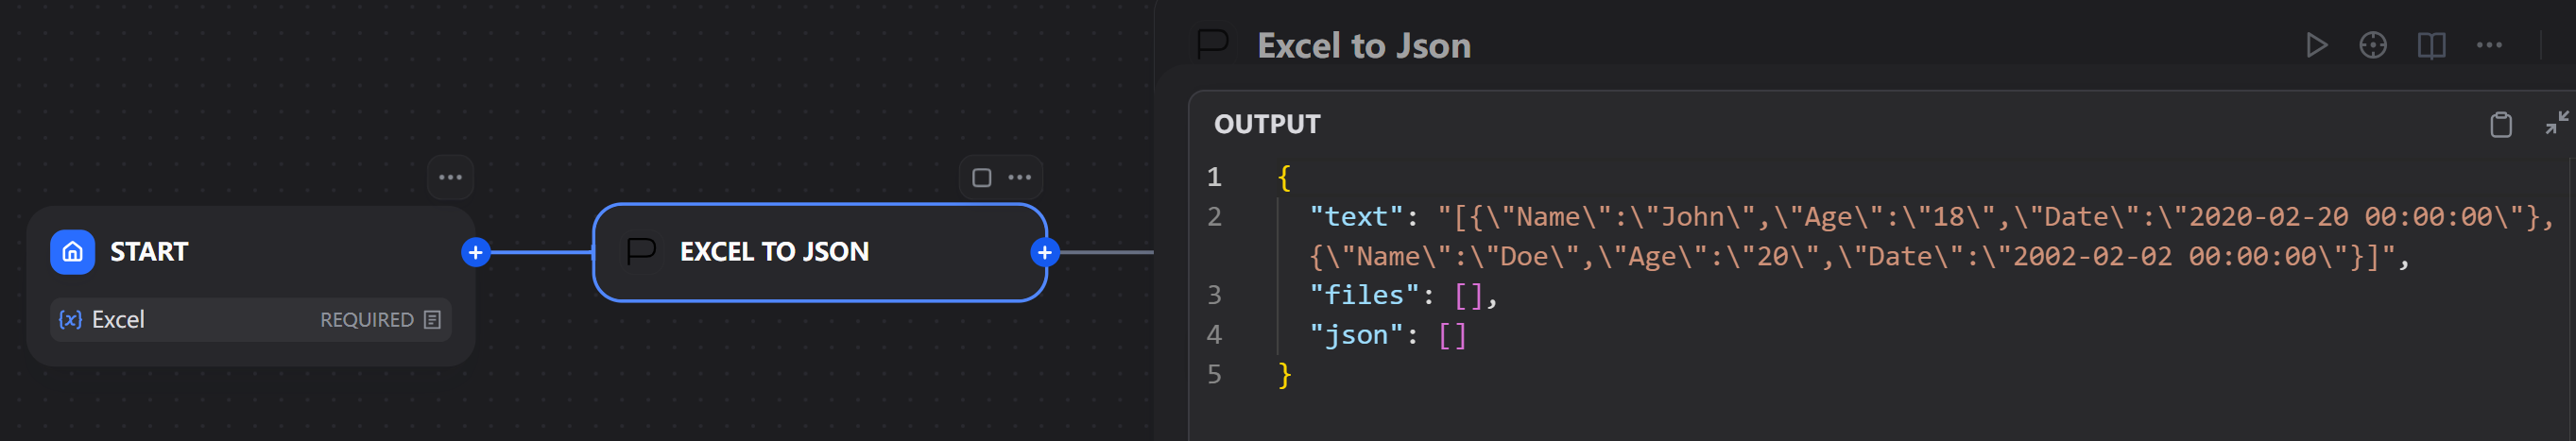 START
Excel
REQUIRED
EXCEL TO JSON
Excel to Json
OUTPUT
1 {
2 "text": "[{\"Name\":\"John\",\"Age\":\"18\",\"Date\":\"2020-02-20 00:00:00\"},
{\"Name\":\"Doe\",\"Age\":\"20\",\"Date\":\"2002-02-02 00:00:00\"}]",
3 "files": [],
4 "json": []
5 }